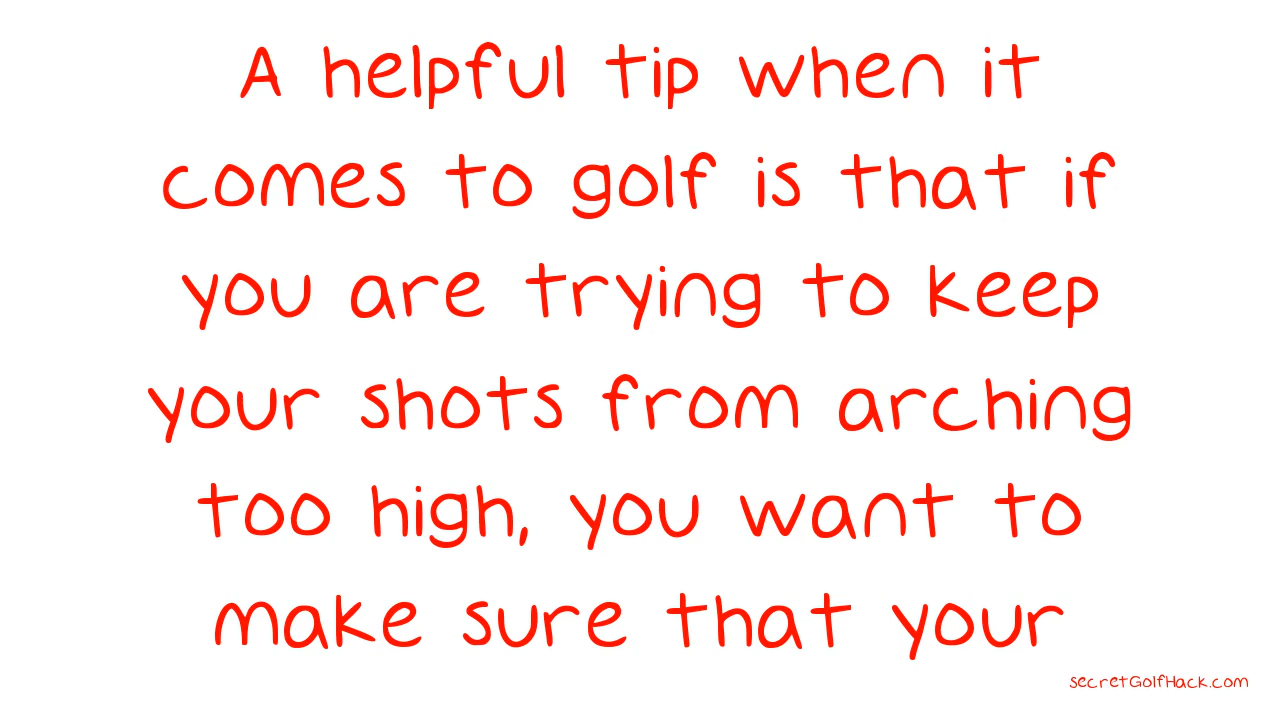 A helpful tip when it
comes to golf is that if
you are trying to keep
your shots from arching
too high, you want to
make sure that your
secretGolfHack.com